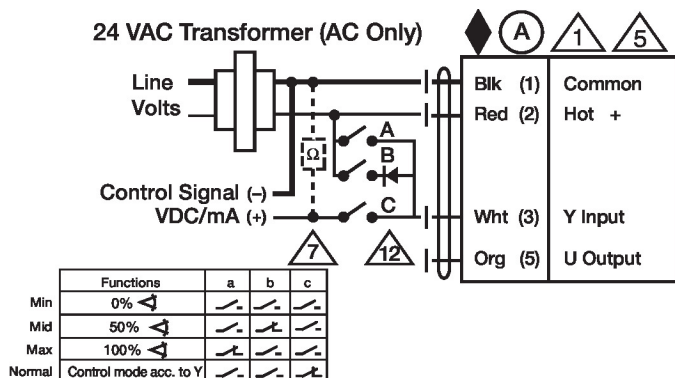 24 VAC Transformer (AC Only)
A 1 5
Line
Volts
Blk (1) Common
Red (2) Hot +
A
Ω
B
Control Signal (–)
C
VDC/mA (+)
Wht (3) Y Input
7 12
Org (5) U Output
Functions a b c
Min 0%
Mid 50%
Max 100%
Normal Control mode acc. to Y